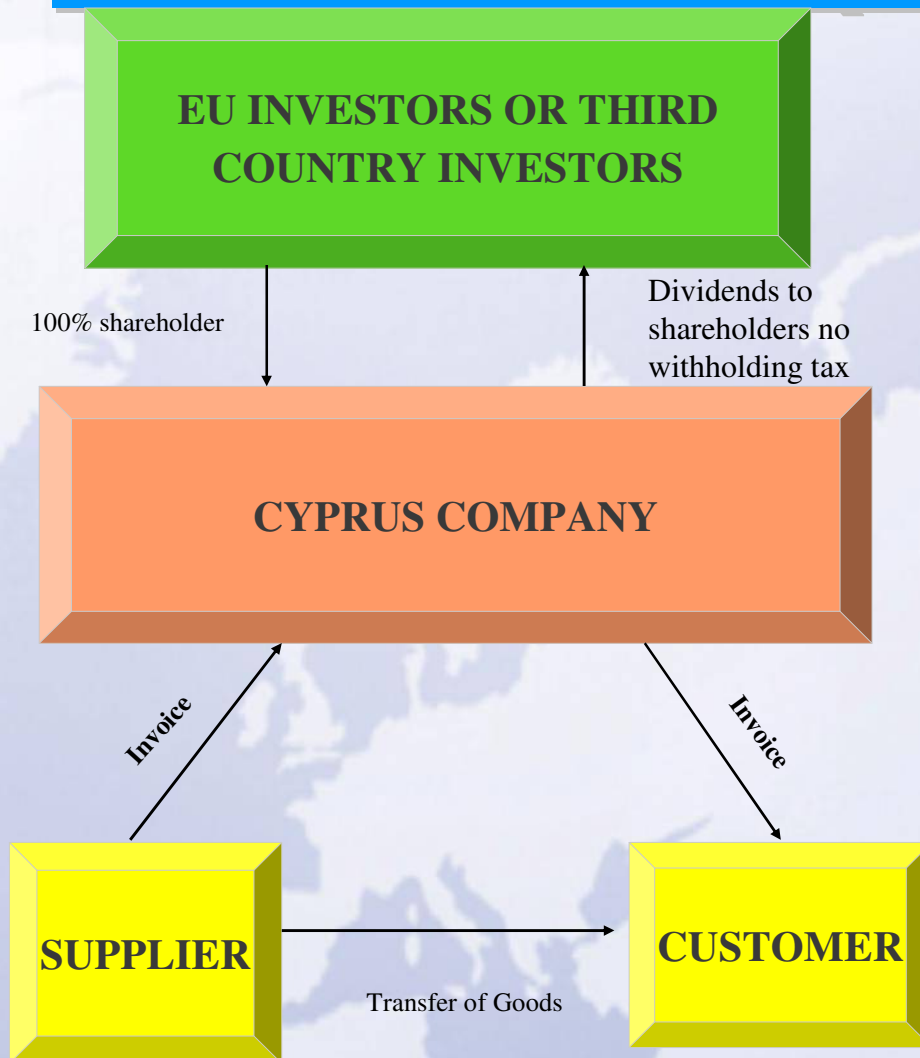 EU INVESTORS OR THIRD
COUNTRY INVESTORS
100% shareholder
Dividends to
shareholders no
withholding tax
CYPRUS COMPANY
Invoice
Invoice
SUPPLIER
CUSTOMER
Transfer of Goods